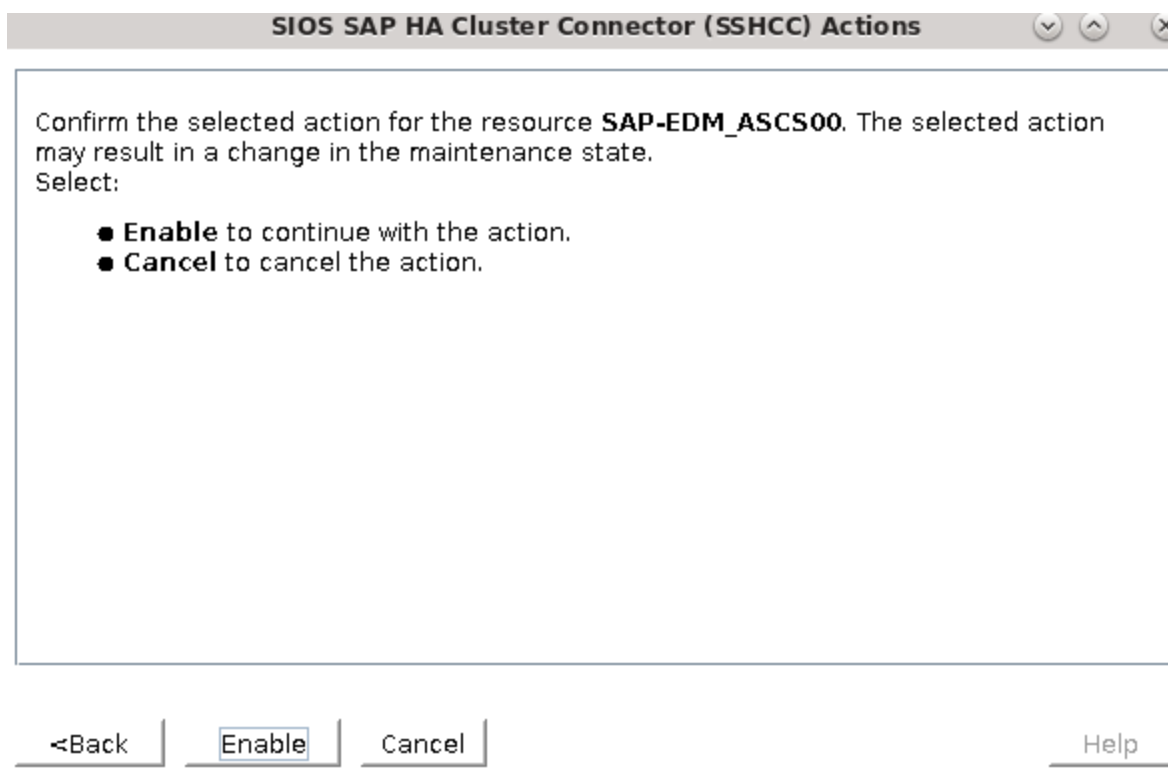 SIOS SAP HA Cluster Connector (SSHCC) Actions
Confirm the selected action for the resource SAP-EDM_ASCS00. The selected action
may result in a change in the maintenance state.
Select:
● Enable to continue with the action.
● Cancel to cancel the action.
<Back Enable Cancel Help